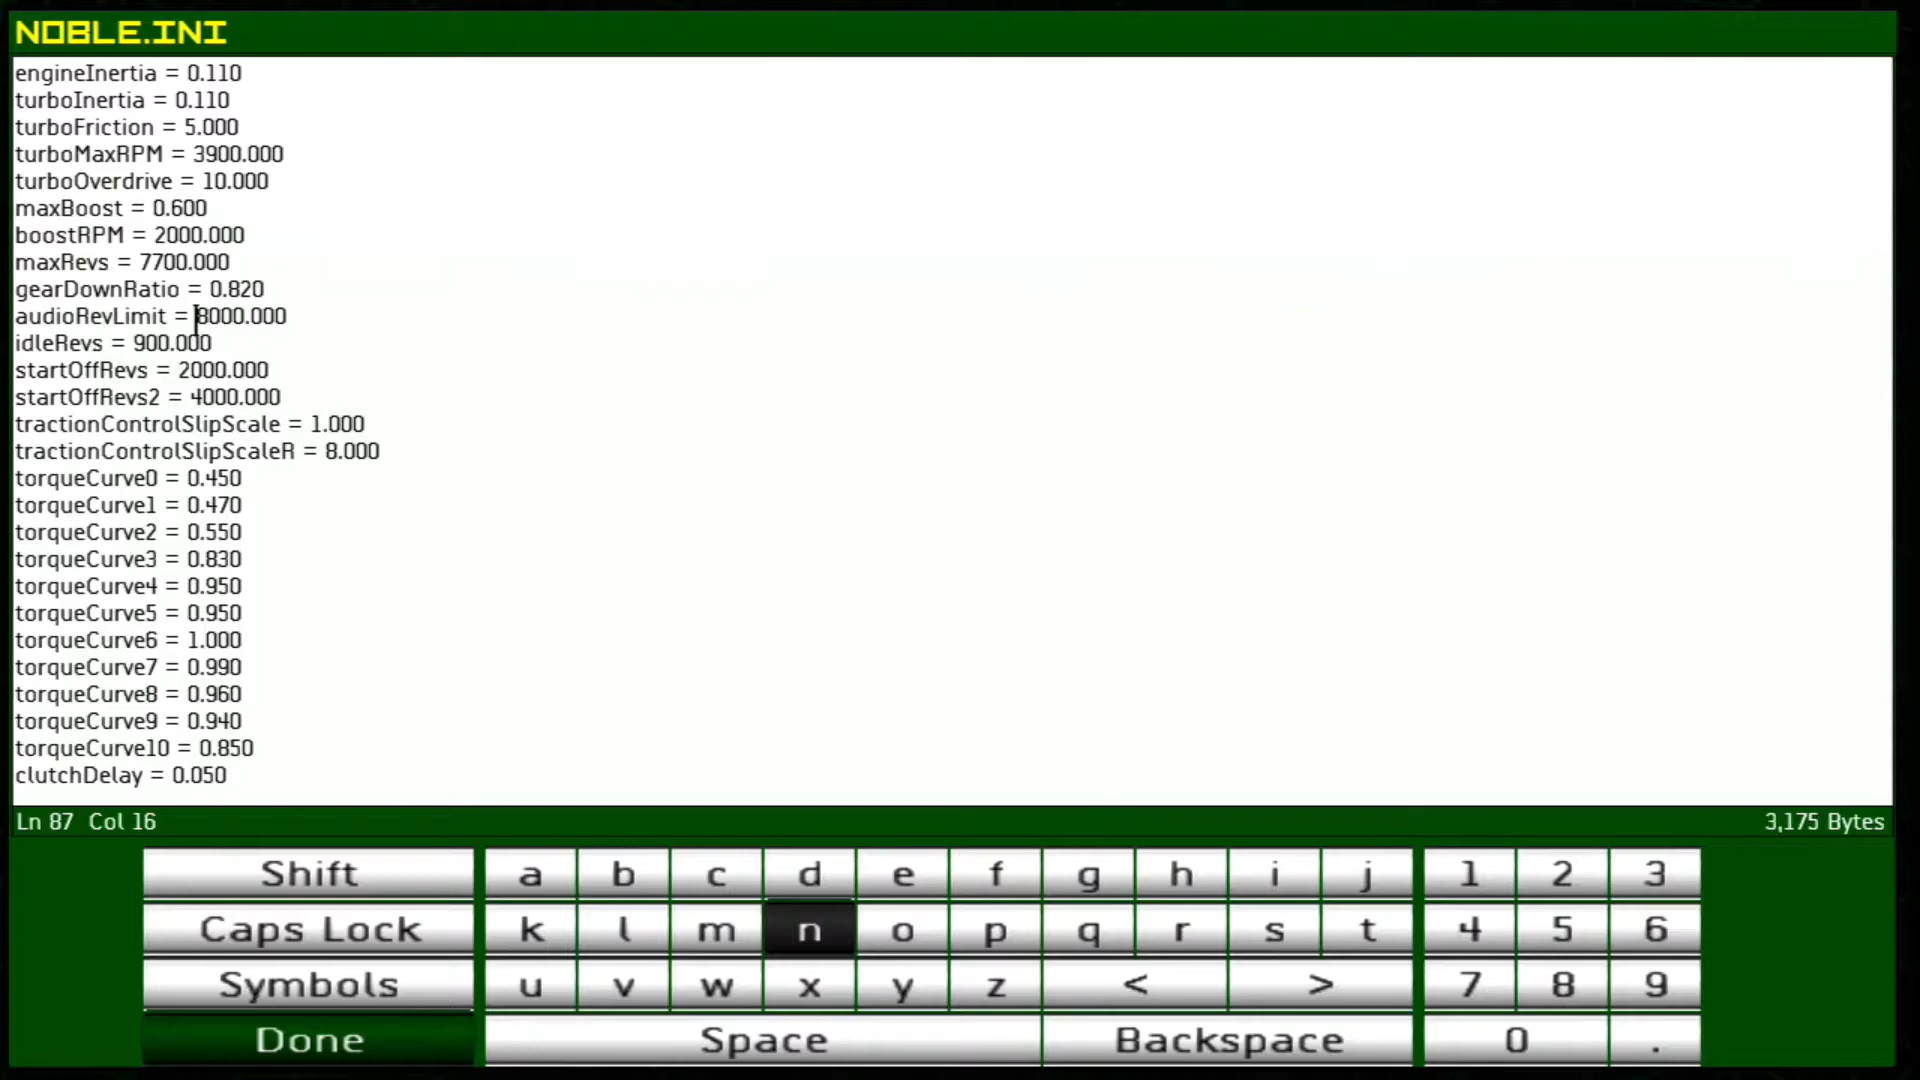 NOBLE.INI
engineInertia = 0.110
turboInertia = 0.110
turboFriction = 5.000
turboMaxRPM = 3900.000
turboOverdrive = 10.000
maxBoost = 0.600
boostRPM = 2000.000
maxRevs = 7700.000
gearDownRatio = 0.820
audioRevLimit = 8000.000
idleRevs = 900.000
startOffRevs = 2000.000
startOffRevs2 = 4000.000
tractionControlSlipScale = 1.000
tractionControlSlipScaleR = 8.000
torqueCurve0 = 0.450
torqueCurve1 = 0.470
torqueCurve2 = 0.550
torqueCurve3 = 0.830
torqueCurve4 = 0.950
torqueCurve5 = 0.950
torqueCurve6 = 1.000
torqueCurve7 = 0.990
torqueCurve8 = 0.960
torqueCurve9 = 0.940
torqueCurve10 = 0.850
clutchDelay = 0.050
Ln 87 Col 16 3,175 Bytes
Shift a b c d e f g h i j 1 2 3
Caps Lock k l m n o p q r s t 4 5 6
Symbols u v w x y z < > 7 8 9
Done Space Backspace 0 .